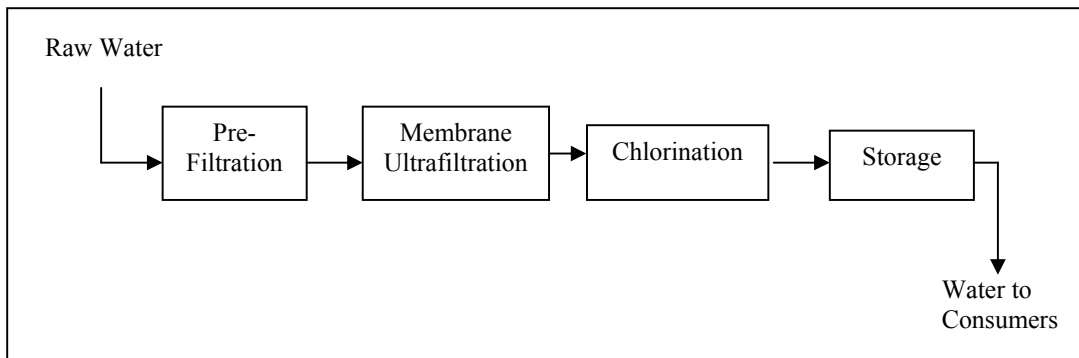 Raw Water
Pre-
Filtration
Membrane
Ultrafiltration
Chlorination
Storage
Water to
Consumers